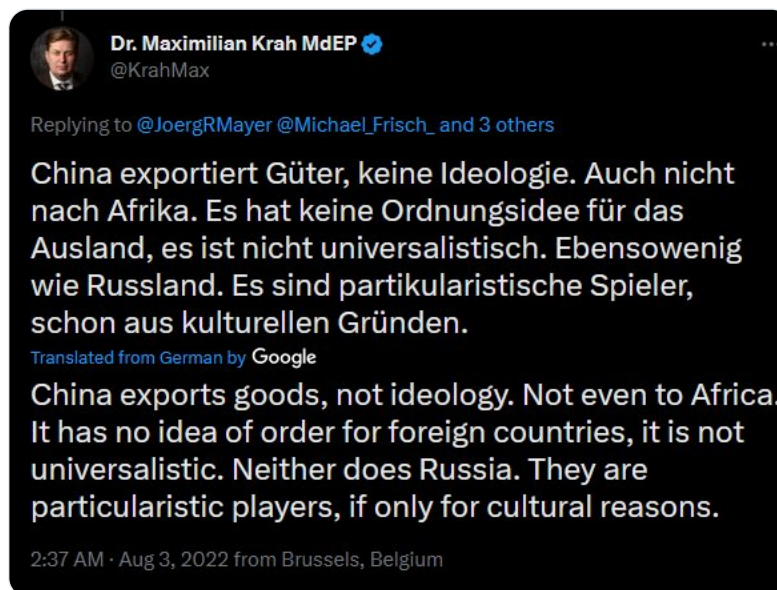 Dr. Maximilian Krah MdEP
@KrahMax
Replying to @JoergRMayer @Michael_Frisch_ and 3 others
China exportiert Güter, keine Ideologie. Auch nicht
nach Afrika. Es hat keine Ordnungsidee für das
Ausland, es ist nicht universalistisch. Ebensowenig
wie Russland. Es sind partikularistische Spieler,
schon aus kulturellen Gründen.
Translated from German by Google
China exports goods, not ideology. Not even to Africa.
It has no idea of order for foreign countries, it is not
universalistic. Neither does Russia. They are
particularistic players, if only for cultural reasons.
2:37 AM · Aug 3, 2022 from Brussels, Belgium